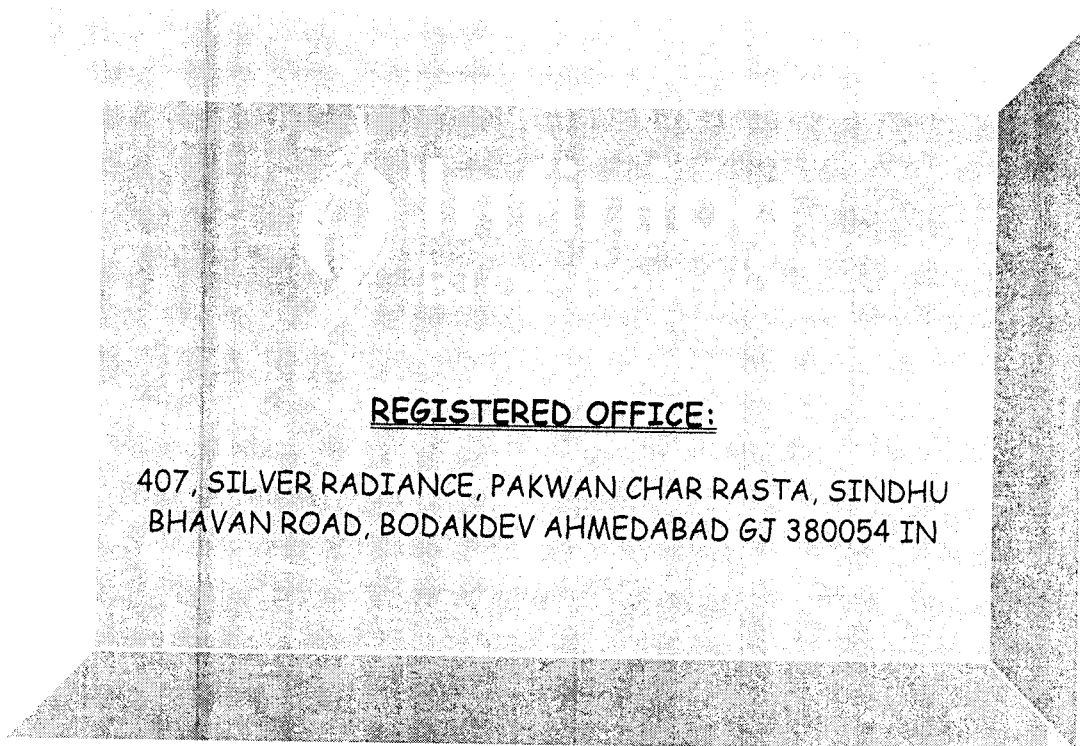 REGISTERED OFFICE:
407, SILVER RADIANCE, PAKWAN CHAR RASTA, SINDHU
BHAVAN ROAD, BODAKDEV AHMEDABAD GJ 380054 IN